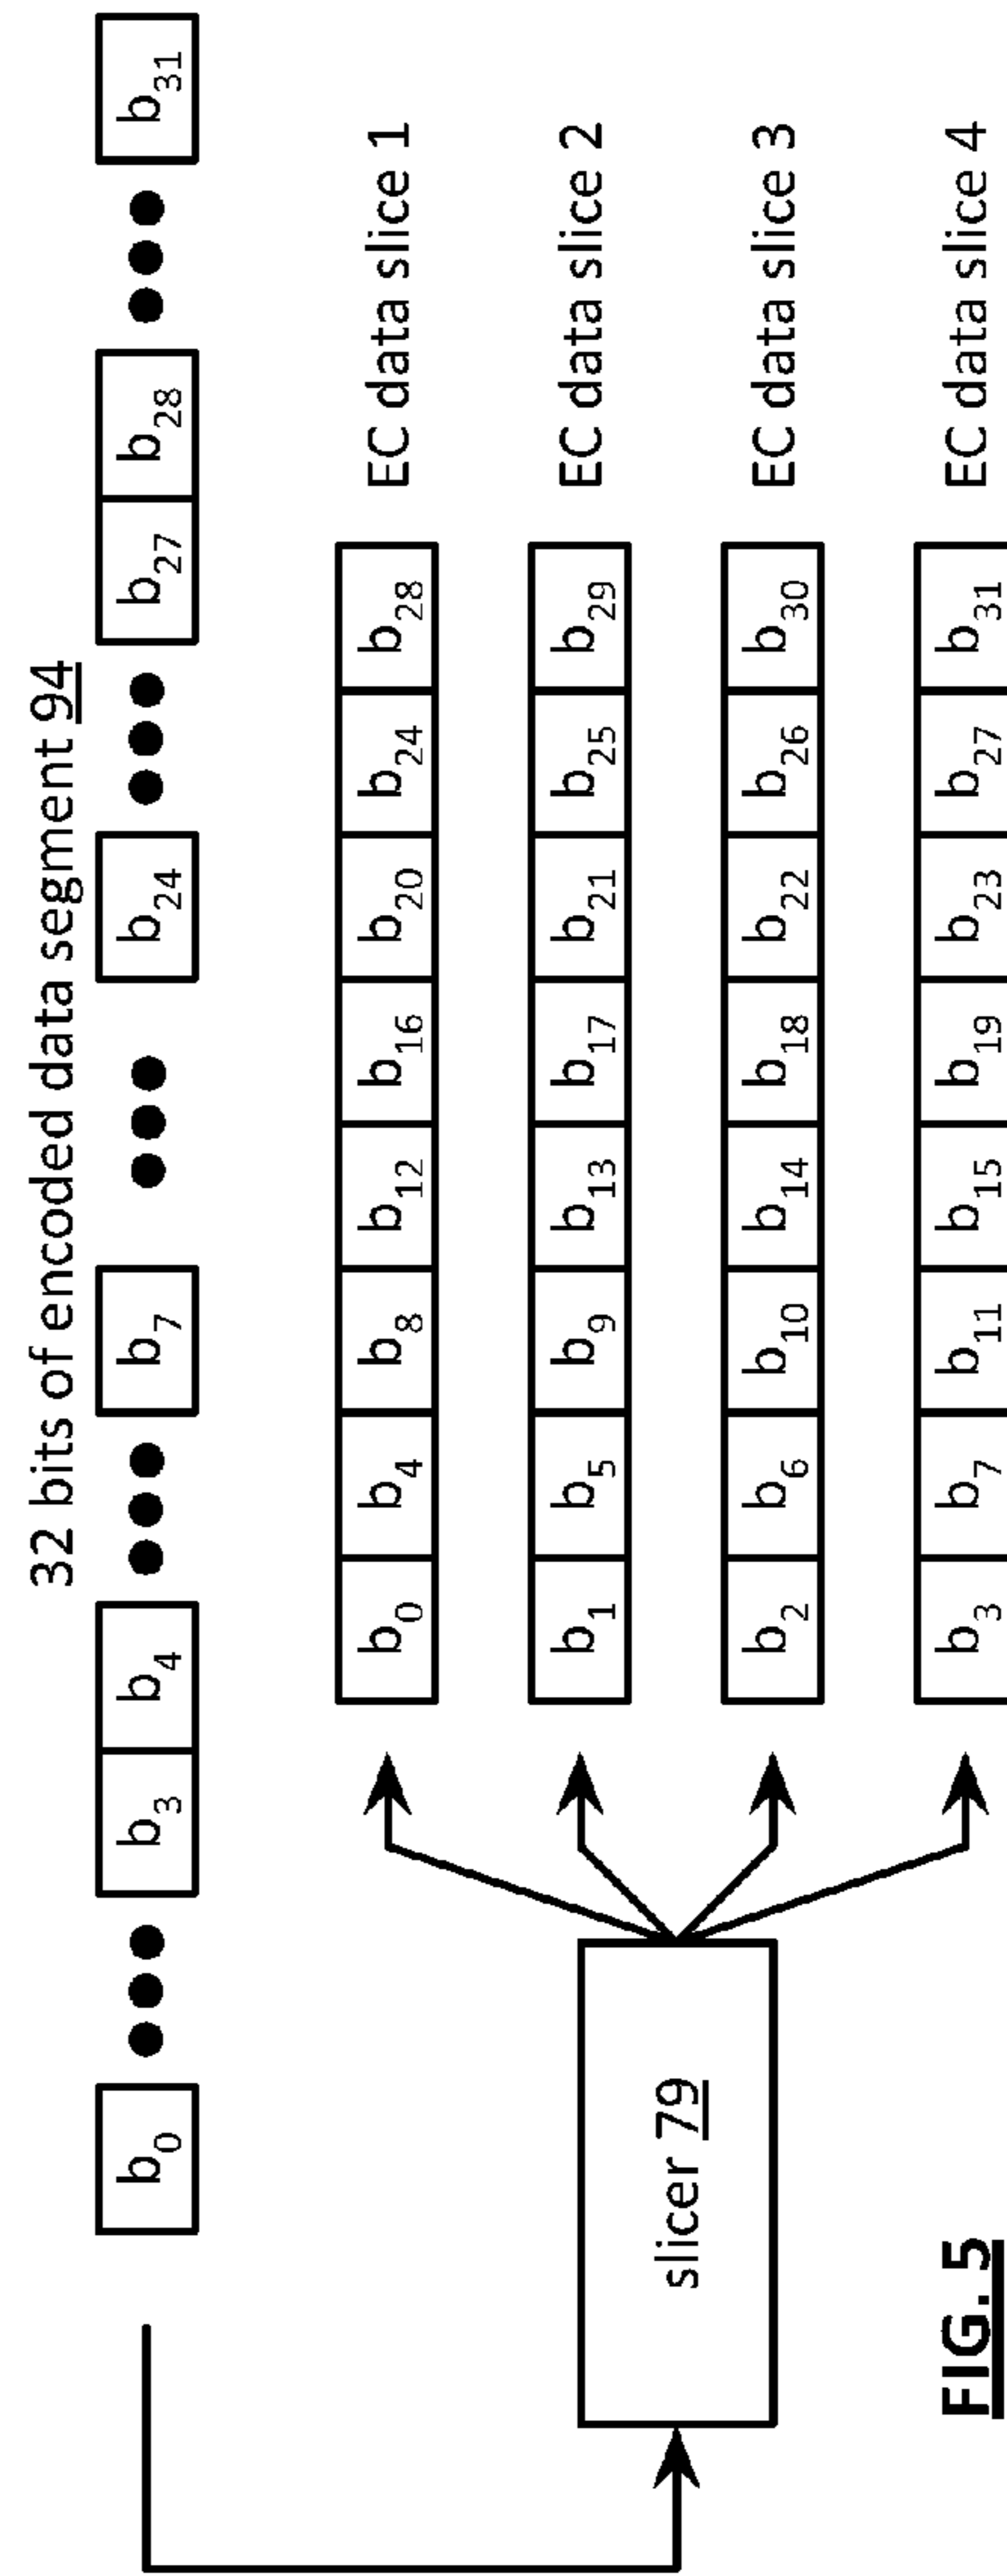 32 bits of encoded data segment 94
b0 ••• b3 b4 ••• b7 ••• b24 ••• b27 b28 ••• b31
b0 b4 b8 b12 b16 b20 b24 b28 EC data slice 1
b1 b5 b9 b13 b17 b21 b25 b29 EC data slice 2
slicer 79
b2 b6 b10 b14 b18 b22 b26 b30 EC data slice 3
b3 b7 b11 b15 b19 b23 b27 b31 EC data slice 4
FIG. 5